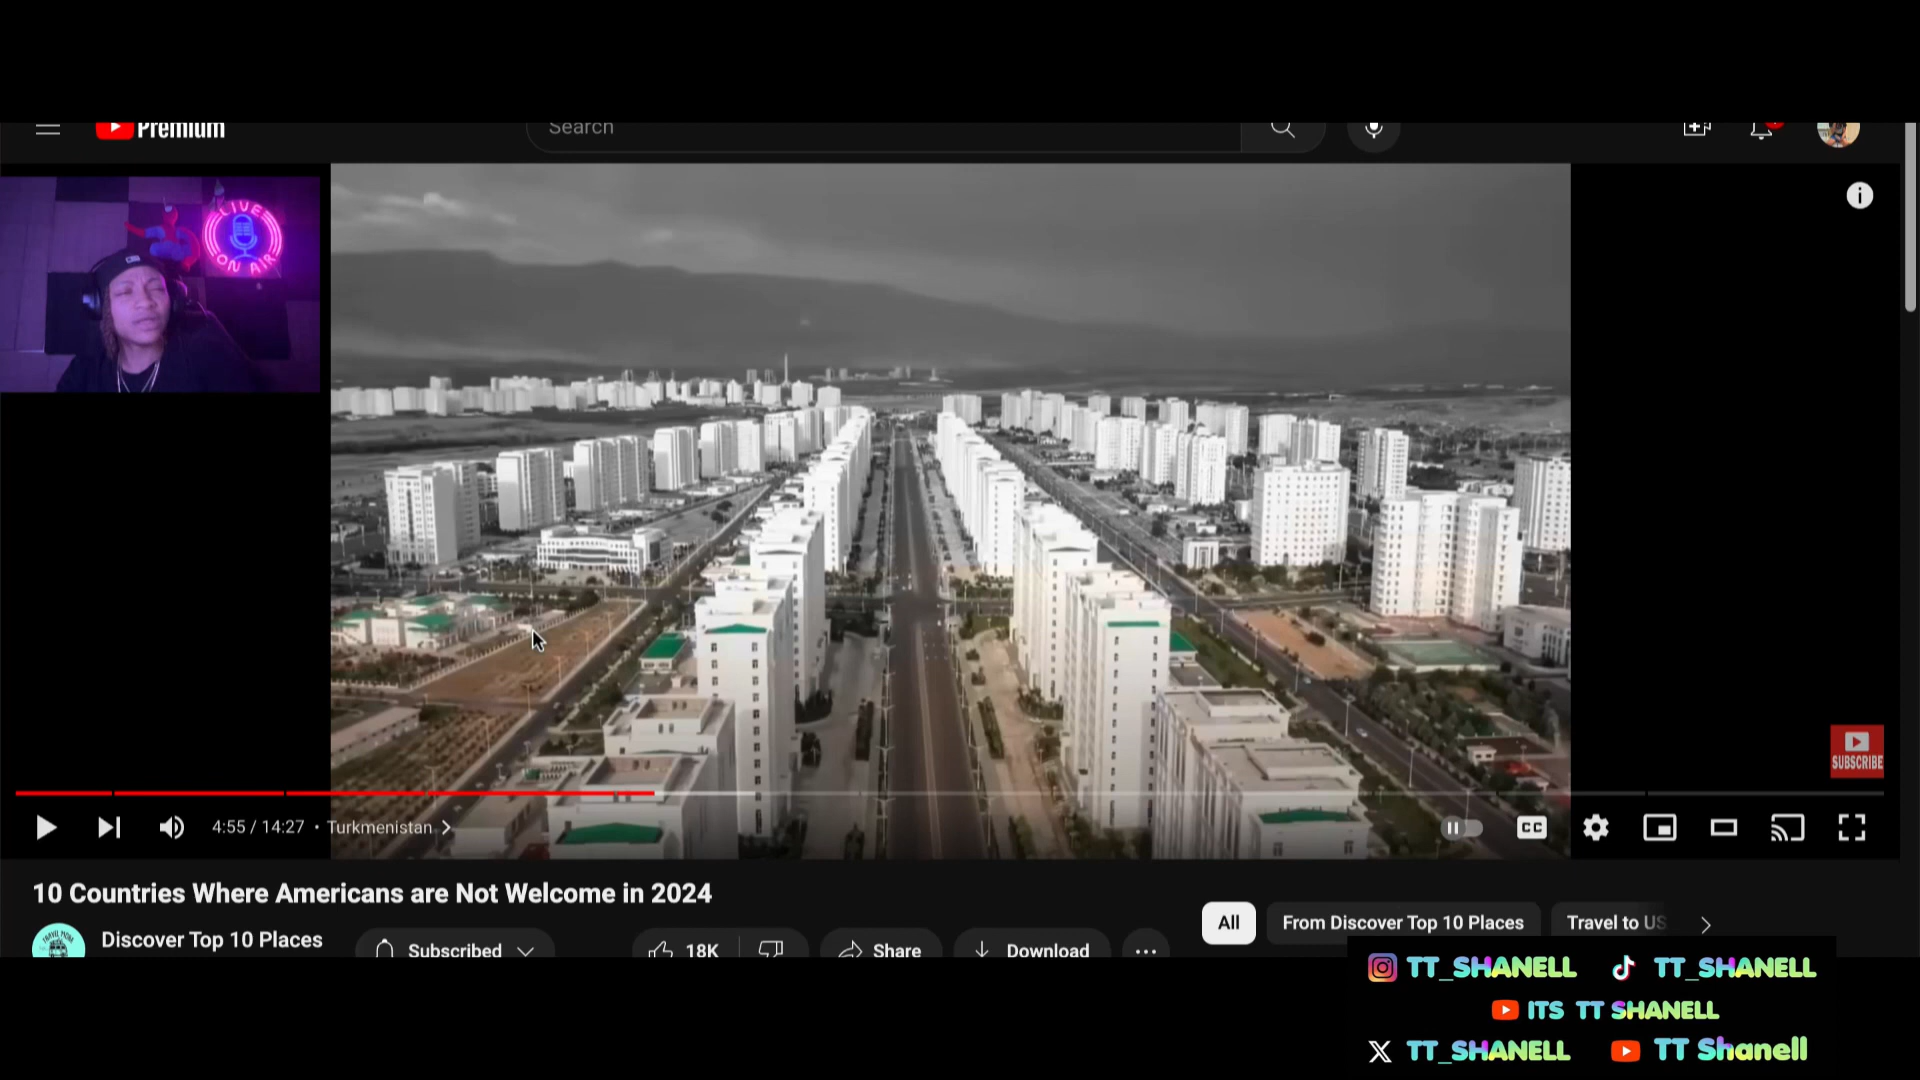 Premium
Search
LIVE
ON AIR
SUBSCRIBE
4:55 / 14:27 • Turkmenistan
CC
10 Countries Where Americans are Not Welcome in 2024
Discover Top 10 Places
Subscribed
18K
Share
Download
All
From Discover Top 10 Places
Travel to US
TT_SHANELL
TT_SHANELL
ITS TT SHANELL
TT_SHANELL
TT Shanell